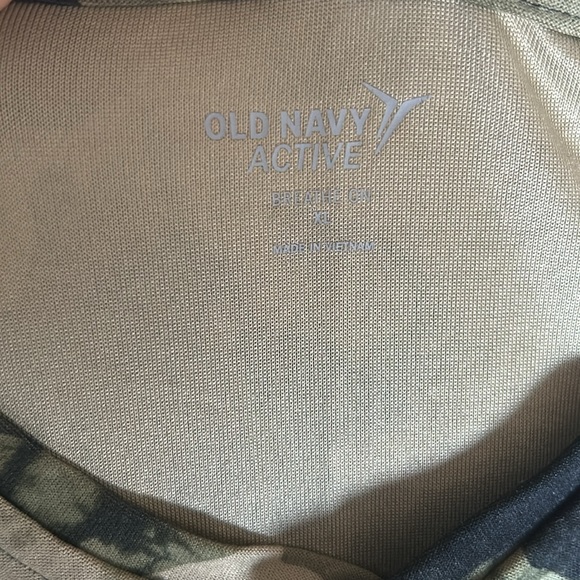 OLD NAVY
ACTIVE
BREATHE ON
XL
MADE IN VIETNAM